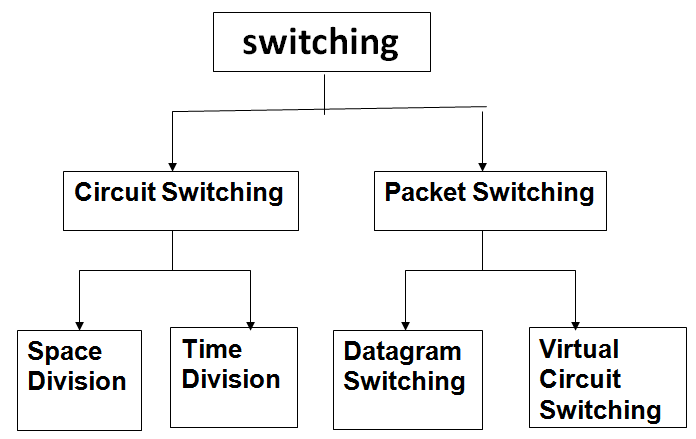 switching
Circuit Switching
Packet Switching
Space
Division
Time
Division
Datagram
Switching
Virtual
Circuit
Switching